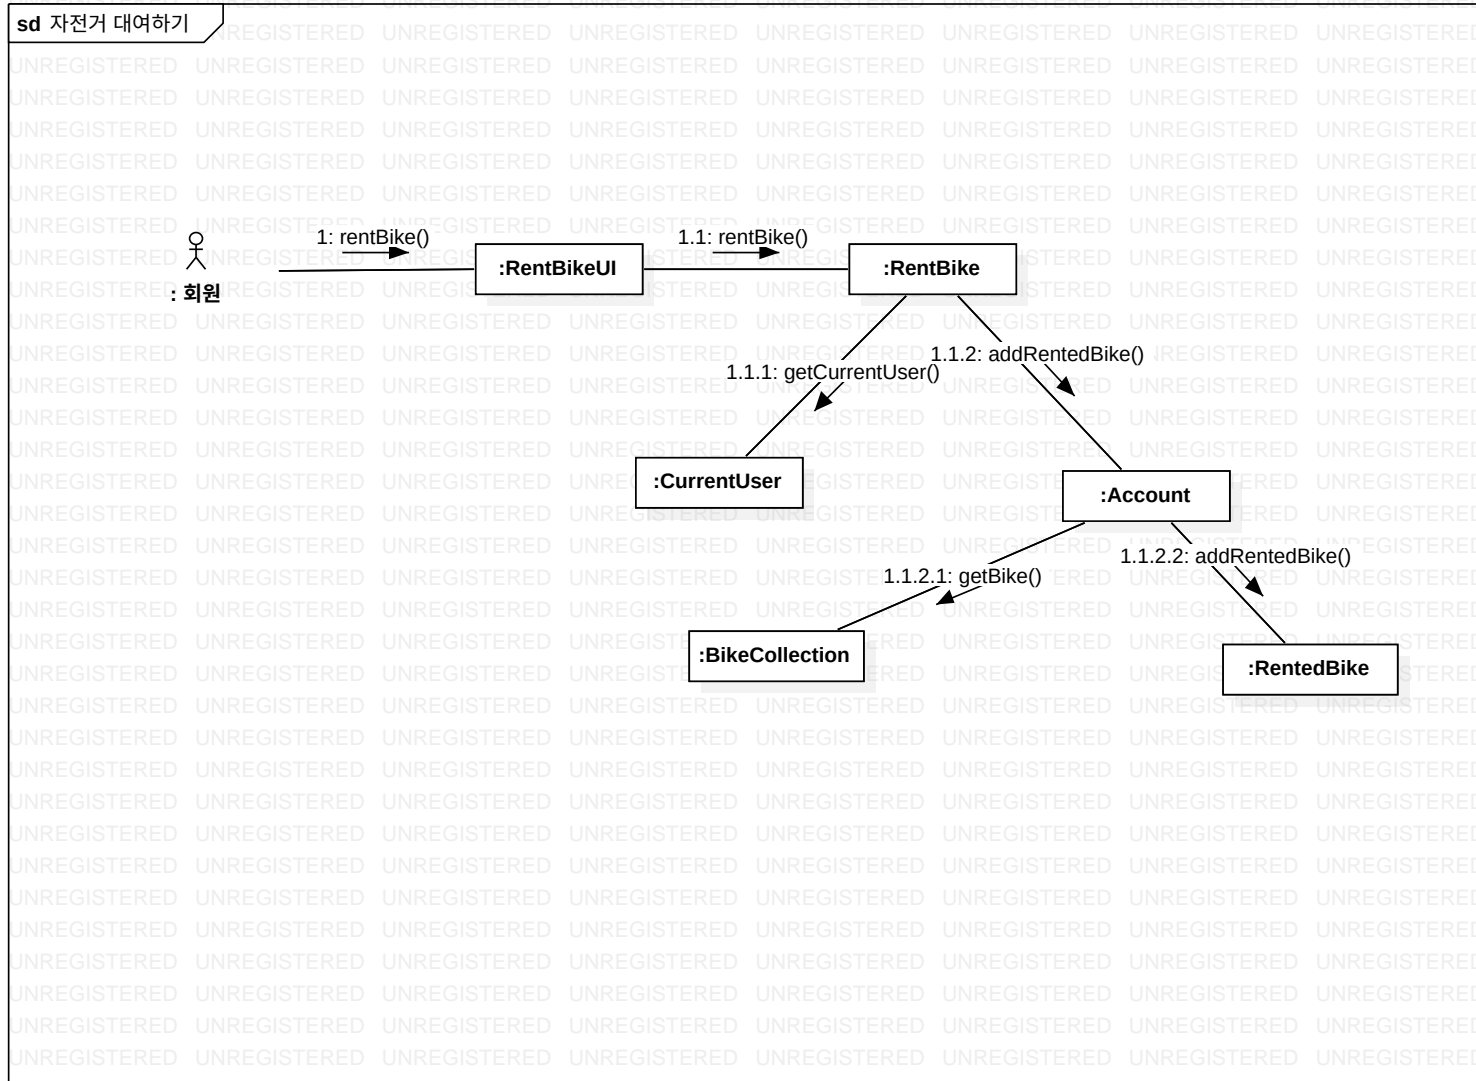 sd 자전거 대여하기
1: rentBike()
1.1: rentBike()
: 회원
:RentBikeUI
:RentBike
1.1.1: getCurrentUser()
1.1.2: addRentedBike()
:CurrentUser
:Account
1.1.2.1: getBike()
1.1.2.2: addRentedBike()
:BikeCollection
:RentedBike
UNREGISTERED